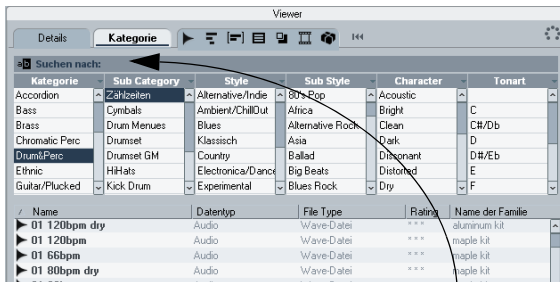 Viewer
Details Kategorie
Suchen nach:
Kategorie Sub Category Style Sub Style Character Tonart
Accordion Zählzeiten Alternative/Indie 80's Pop Acoustic
Bass Cymbals Ambient/ChillOut Africa Bright C
Brass Drum Menues Blues Alternative Rock Clean C#/Db
Chromatic Perc Drumset Klassisch Asia Dark D
Drum&Perc Drumset GM Country Ballad Dissonant D#/Eb
Ethnic HiHats Electronica/Dance Big Beats Distorted E
Guitar/Plucked Kick Drum Experimental Blues Rock Dry F
Name Datentyp File Type Rating Name der Familie
01 120bpm dry Audio Wave-Datei *** aluminum kit
01 120bpm Audio Wave-Datei *** maple kit
01 66bpm Audio Wave-Datei *** maple kit
01 80bpm dry Audio Wave-Datei *** maple kit